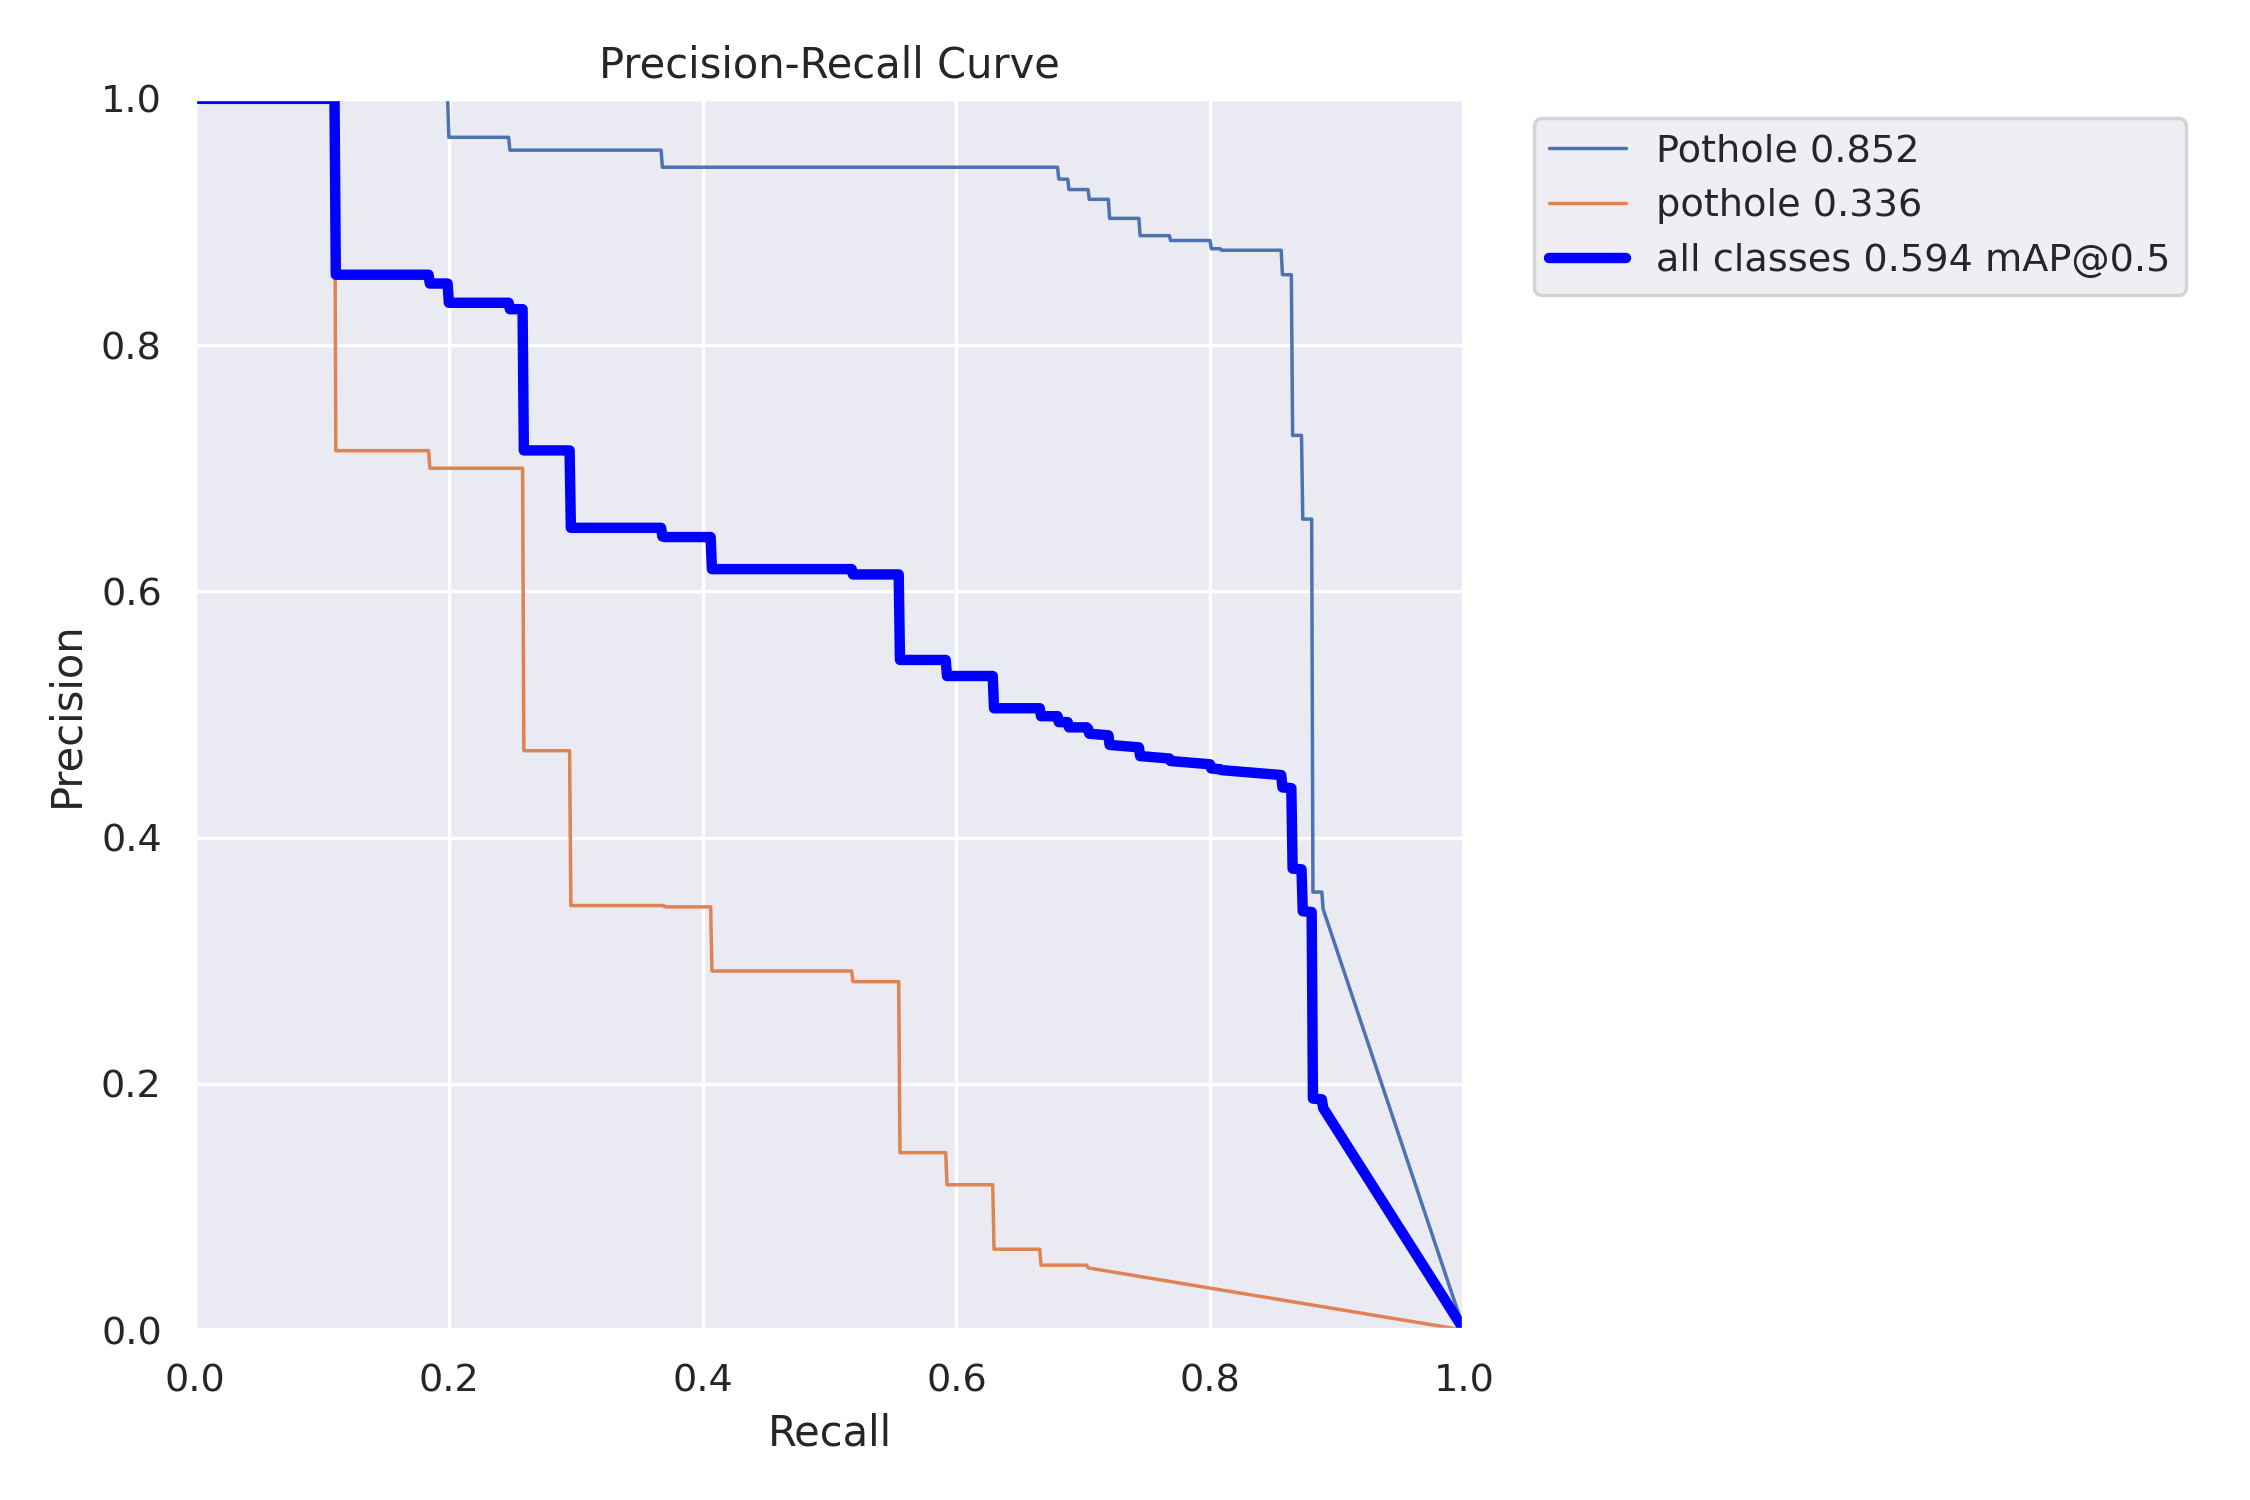 Precision-Recall Curve
Pothole 0.852
pothole 0.336
all classes 0.594 mAP@0.5
Precision
1.0
0.8
0.6
0.4
0.2
0.0
0.0 0.2 0.4 0.6 0.8 1.0
Recall